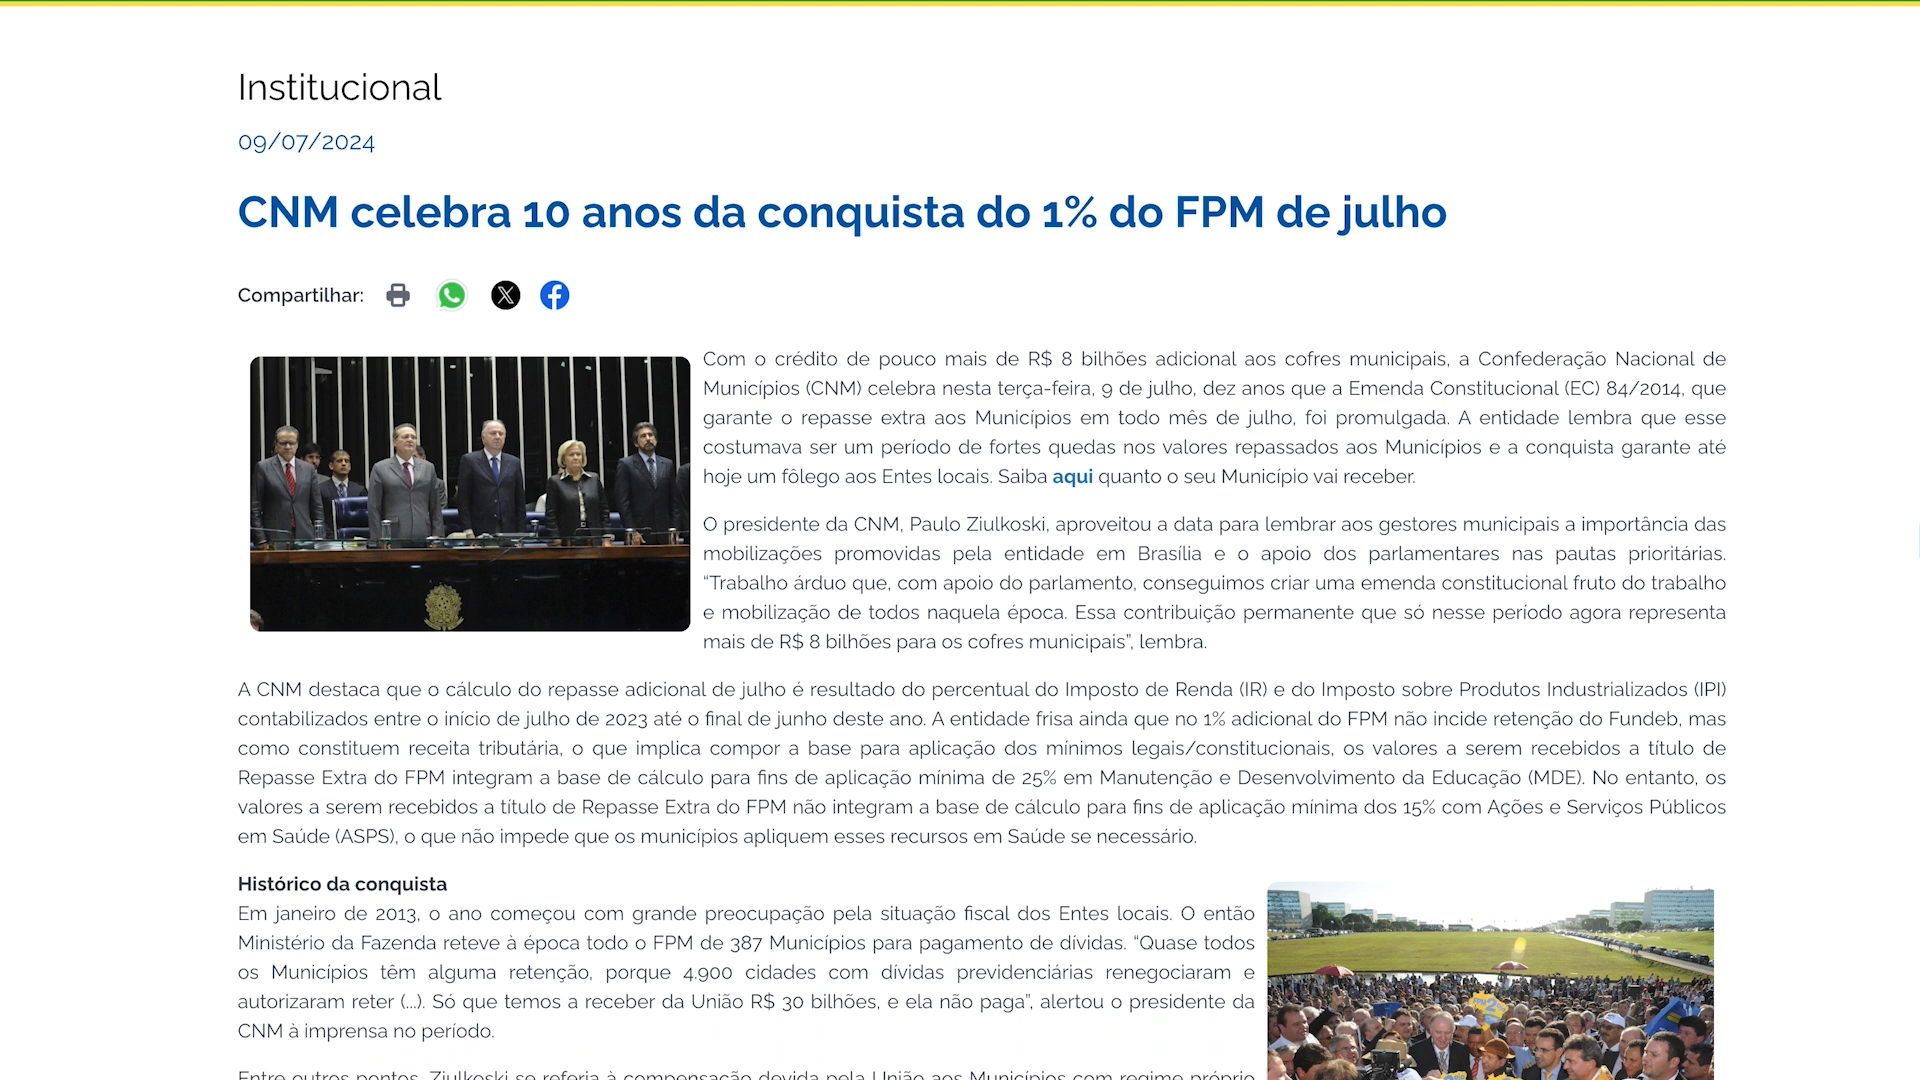 Institucional
09/07/2024
CNM celebra 10 anos da conquista do 1% do FPM de julho
Compartilhar:
Com o crédito de pouco mais de R$ 8 bilhões adicional aos cofres municipais, a Confederação Nacional de
Municípios (CNM) celebra nesta terça-feira, 9 de julho, dez anos que a Emenda Constitucional (EC) 84/2014, que
garante o repasse extra aos Municípios em todo mês de julho, foi promulgada. A entidade lembra que esse
costumava ser um período de fortes quedas nos valores repassados aos Municípios e a conquista garante até
hoje um fôlego aos Entes locais. Saiba aqui quanto o seu Município vai receber.
O presidente da CNM, Paulo Ziulkoski, aproveitou a data para lembrar aos gestores municipais a importância das
mobilizações promovidas pela entidade em Brasília e o apoio dos parlamentares nas pautas prioritárias.
“Trabalho árduo que, com apoio do parlamento, conseguimos criar uma emenda constitucional fruto do trabalho
e mobilização de todos naquela época. Essa contribuição permanente que só nesse período agora representa
mais de R$ 8 bilhões para os cofres municipais”, lembra.
A CNM destaca que o cálculo do repasse adicional de julho é resultado do percentual do Imposto de Renda (IR) e do Imposto sobre Produtos Industrializados (IPI)
contabilizados entre o início de julho de 2023 até o final de junho deste ano. A entidade frisa ainda que no 1% adicional do FPM não incide retenção do Fundeb, mas
como constituem receita tributária, o que implica compor a base para aplicação dos mínimos legais/constitucionais, os valores a serem recebidos a título de
Repasse Extra do FPM integram a base de cálculo para fins de aplicação mínima de 25% em Manutenção e Desenvolvimento da Educação (MDE). No entanto, os
valores a serem recebidos a título de Repasse Extra do FPM não integram a base de cálculo para fins de aplicação mínima dos 15% com Ações e Serviços Públicos
em Saúde (ASPS), o que não impede que os municípios apliquem esses recursos em Saúde se necessário.
Histórico da conquista
Em janeiro de 2013, o ano começou com grande preocupação pela situação fiscal dos Entes locais. O então
Ministério da Fazenda reteve à época todo o FPM de 387 Municípios para pagamento de dívidas. “Quase todos
os Municípios têm alguma retenção, porque 4.900 cidades com dívidas previdenciárias renegociaram e
autorizaram reter (...). Só que temos a receber da União R$ 30 bilhões, e ela não paga”, alertou o presidente da
CNM à imprensa no período.
Entre outros pontos, Ziulkoski se referia à compensação devida pela União aos Municípios com regime próprio